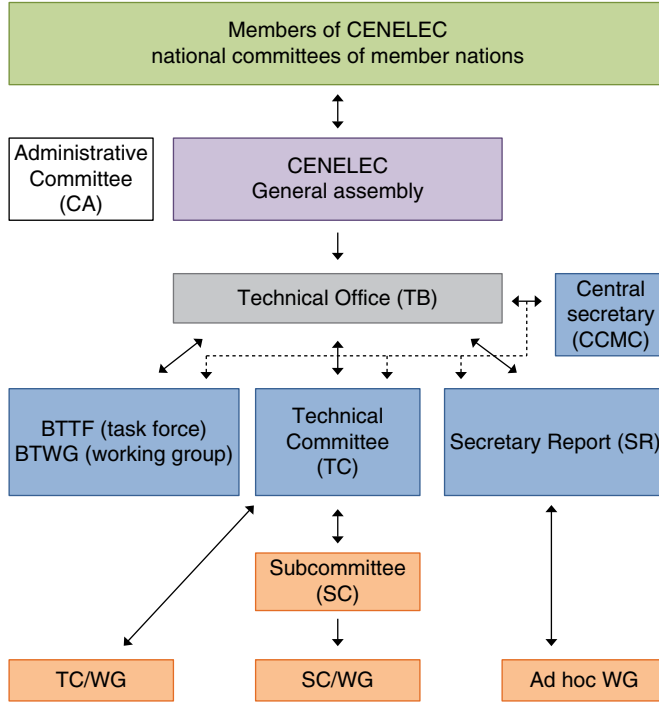 Members of CENELEC
national committees of member nations
Administrative
Committee
(CA)
CENELEC
General assembly
Technical Office (TB)
Central
secretary
(CCMC)
BTTF (task force)
BTWG (working group)
Technical
Committee
(TC)
Secretary Report (SR)
Subcommittee
(SC)
TC/WG
SC/WG
Ad hoc WG